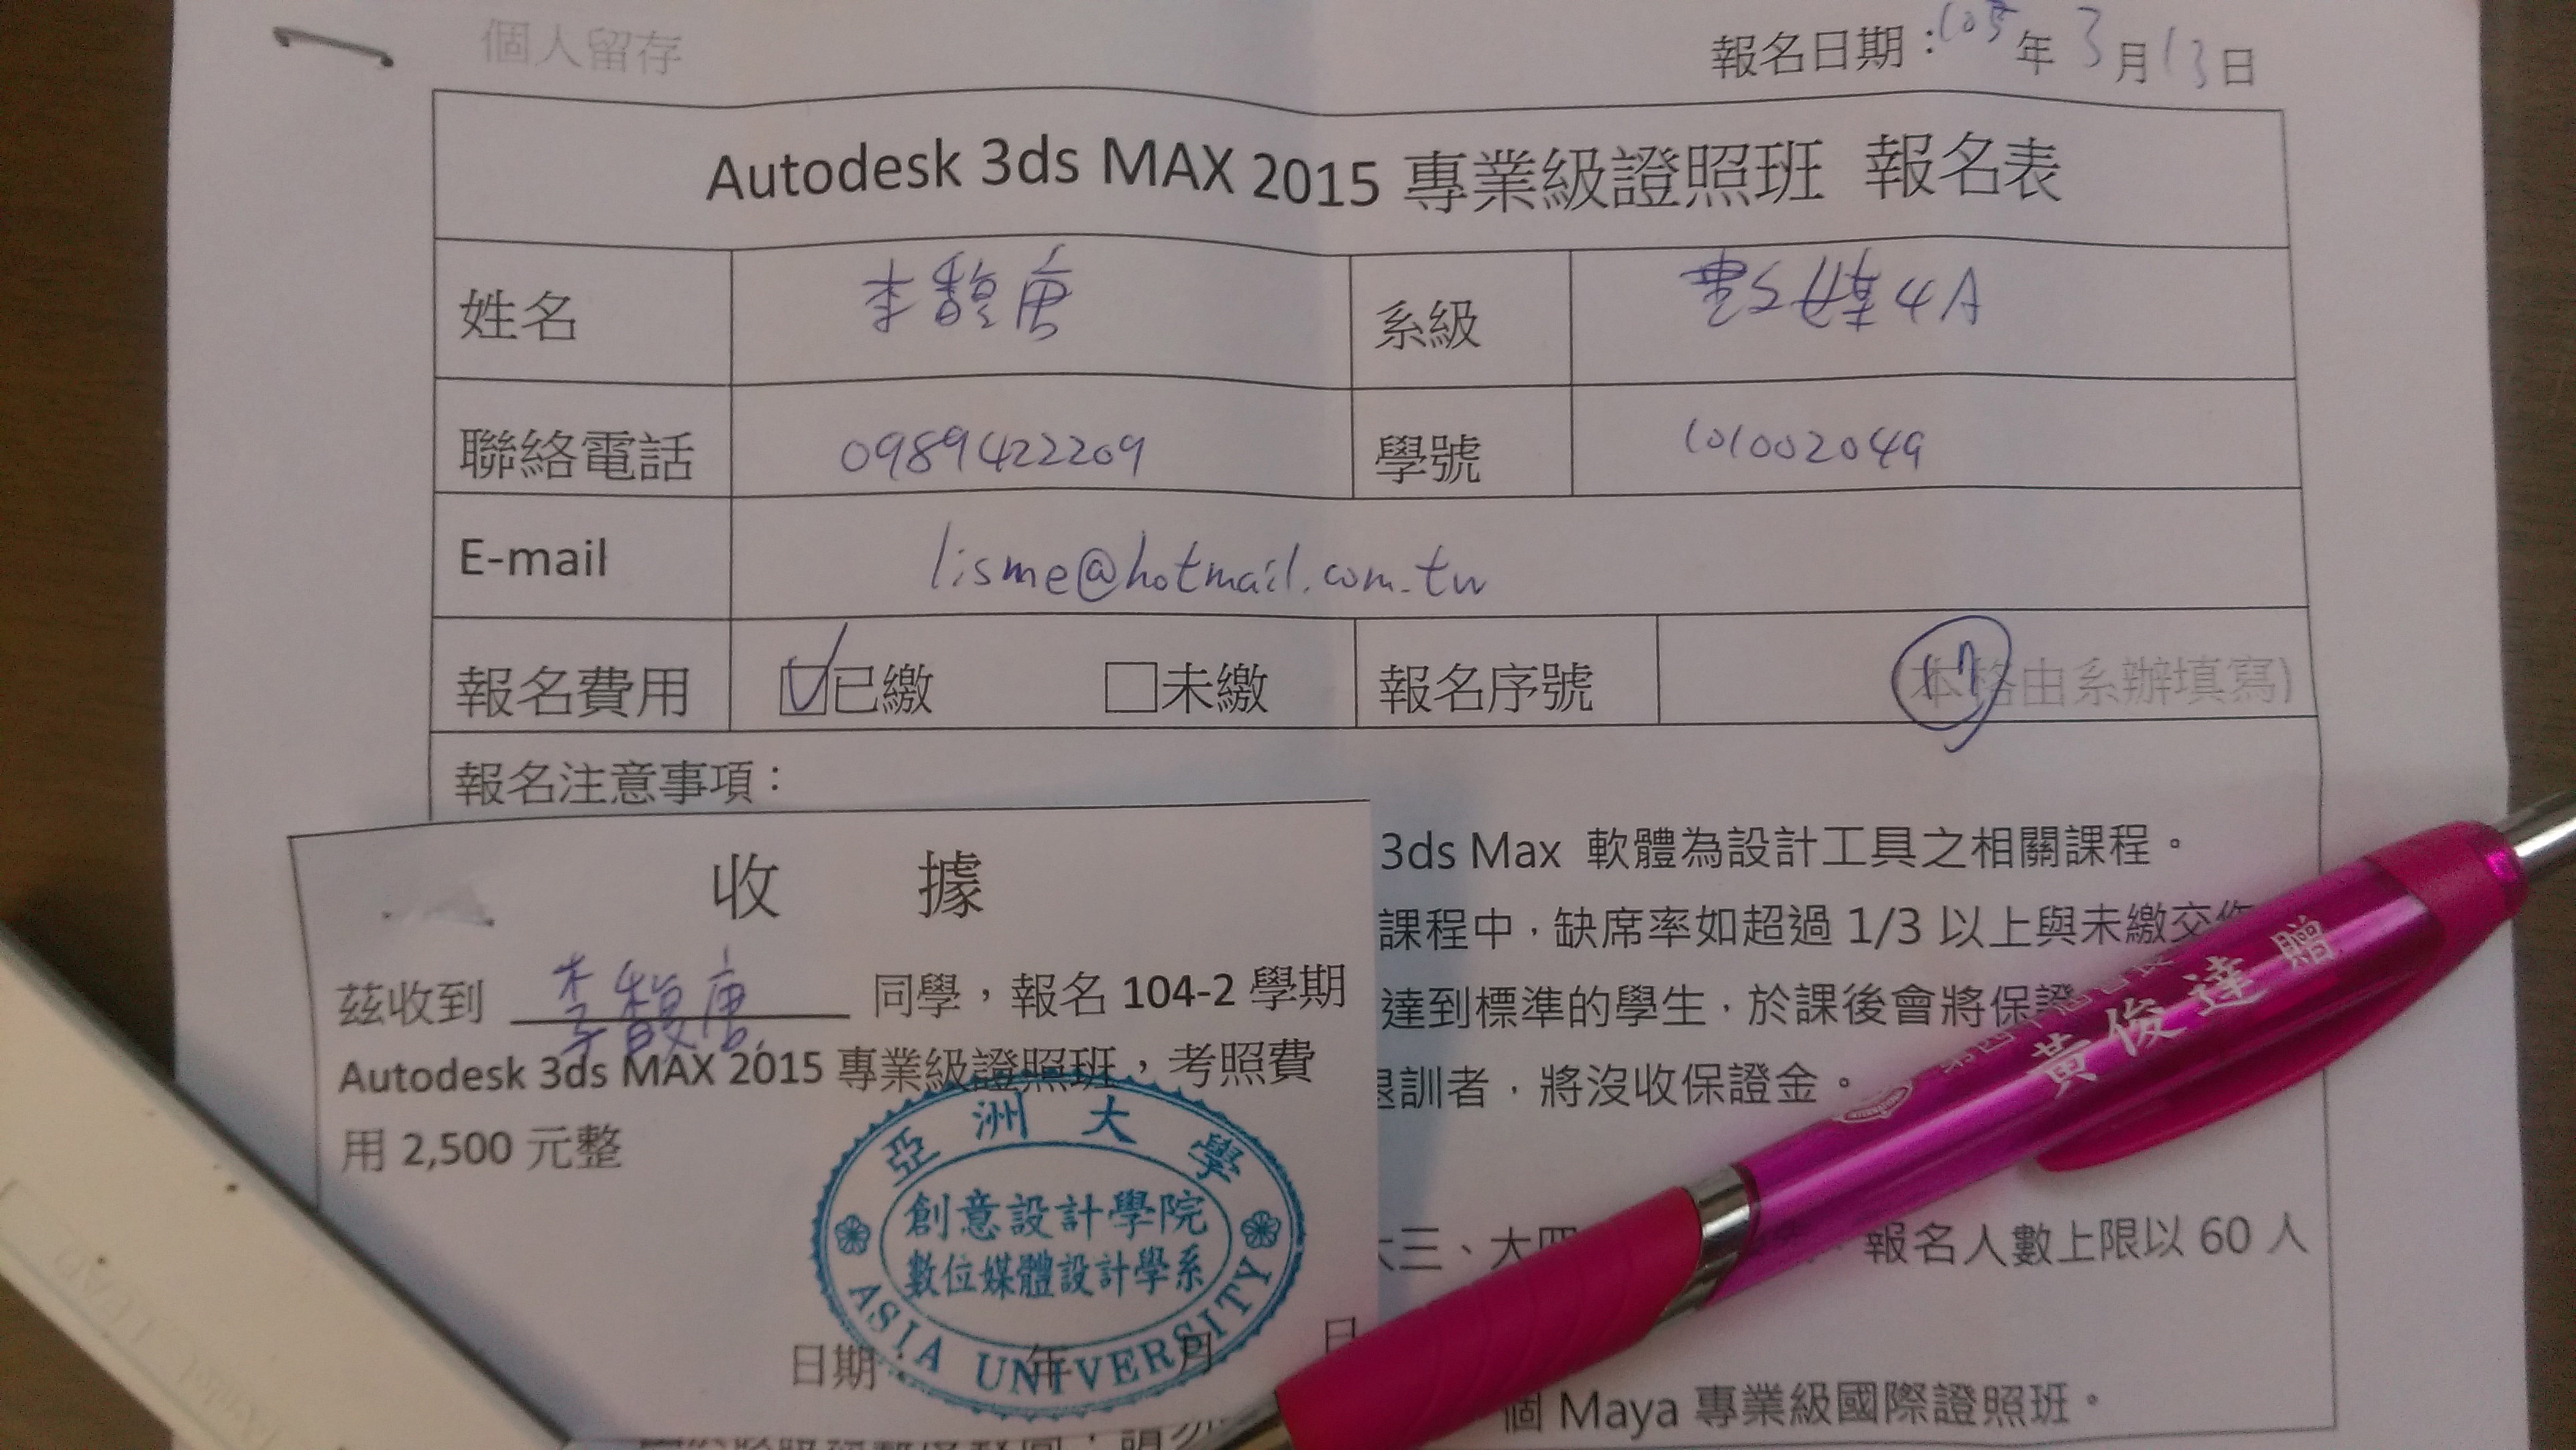 個人留存
報名日期：105年3月13日
Autodesk 3ds MAX 2015 專業級證照班 報名表
姓名 李馥唐 系級 數媒4A
聯絡電話 0989422209 學號 101002049
E-mail lisme@hotmail.com.tw
報名費用 ☑已繳 □未繳 報名序號 (本格由系辦填寫)
報名注意事項：
3ds Max 軟體為設計工具之相關課程。
課程中，缺席率如超過 1/3 以上與未繳交作
達到標準的學生，於課後會將保證
退訓者，將沒收保證金。
大三、大四 報名人數上限以 60 人
個 Maya 專業級國際證照班。
收 據
茲收到 李馥唐 同學，報名 104-2 學期
Autodesk 3ds MAX 2015 專業級證照班，考照費
用 2,500 元整
亞洲大學
創意設計學院
數位媒體設計學系
ASIA UNIVERSITY
日期： 年 月 日
黃俊達 贈